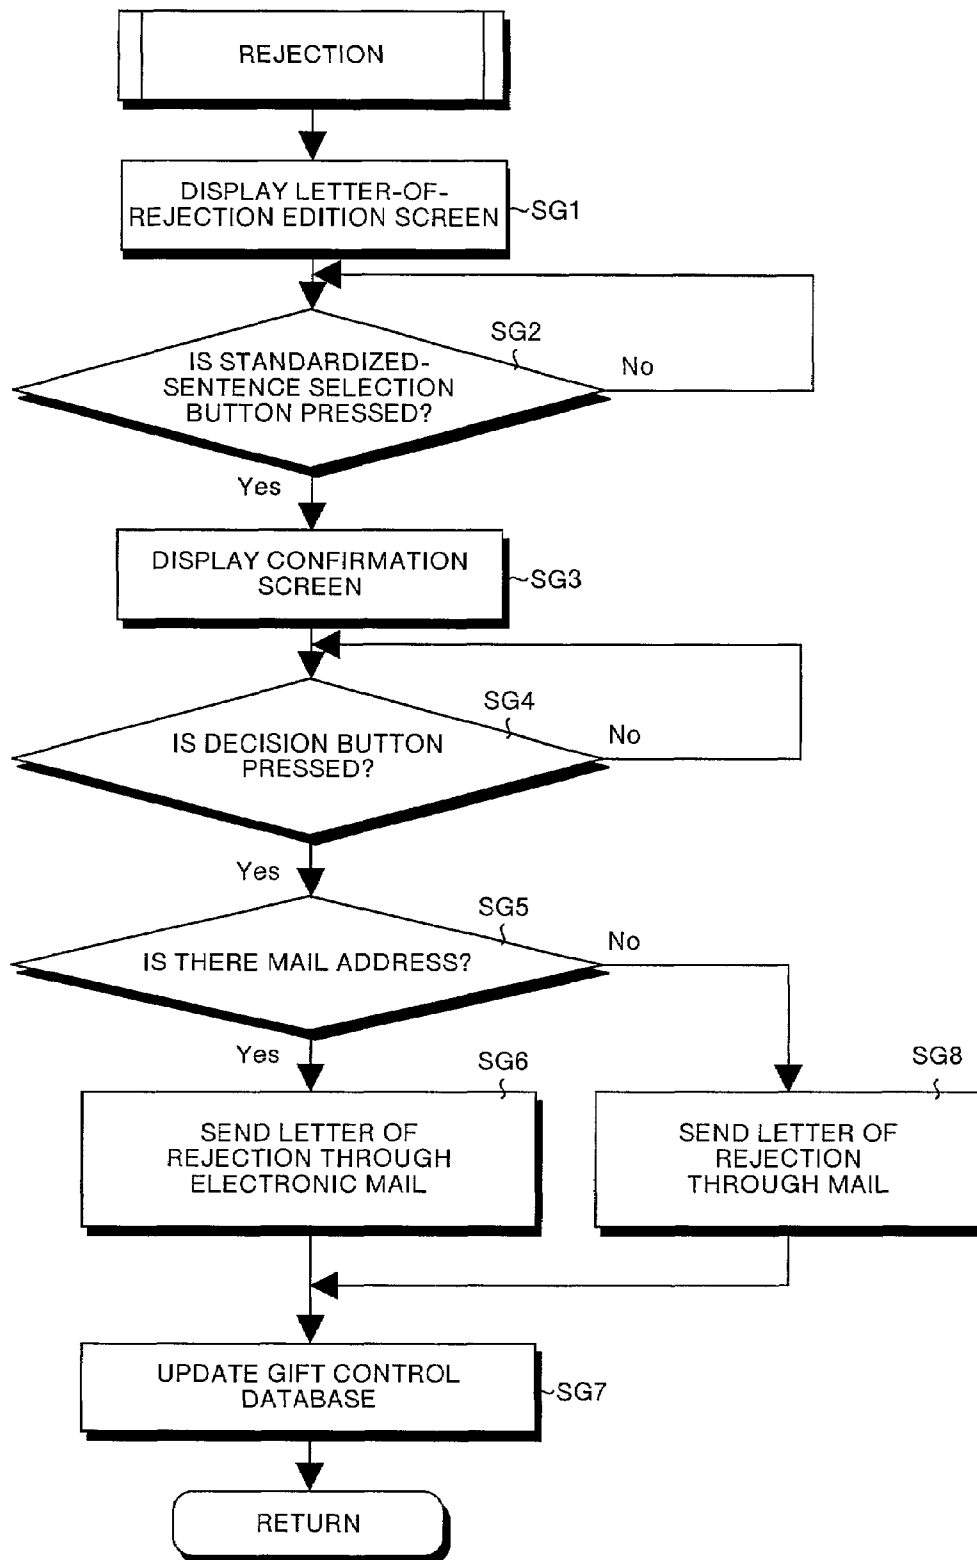 REJECTION
DISPLAY LETTER-OF-
REJECTION EDITION SCREEN
SG1
SG2
IS STANDARDIZED-
SENTENCE SELECTION
BUTTON PRESSED?
No
Yes
DISPLAY CONFIRMATION
SCREEN
SG3
SG4
IS DECISION BUTTON
PRESSED?
No
Yes
SG5
IS THERE MAIL ADDRESS?
No
Yes
SG6
SEND LETTER OF
REJECTION THROUGH
ELECTRONIC MAIL
SG8
SEND LETTER OF
REJECTION
THROUGH MAIL
UPDATE GIFT CONTROL
DATABASE
SG7
RETURN